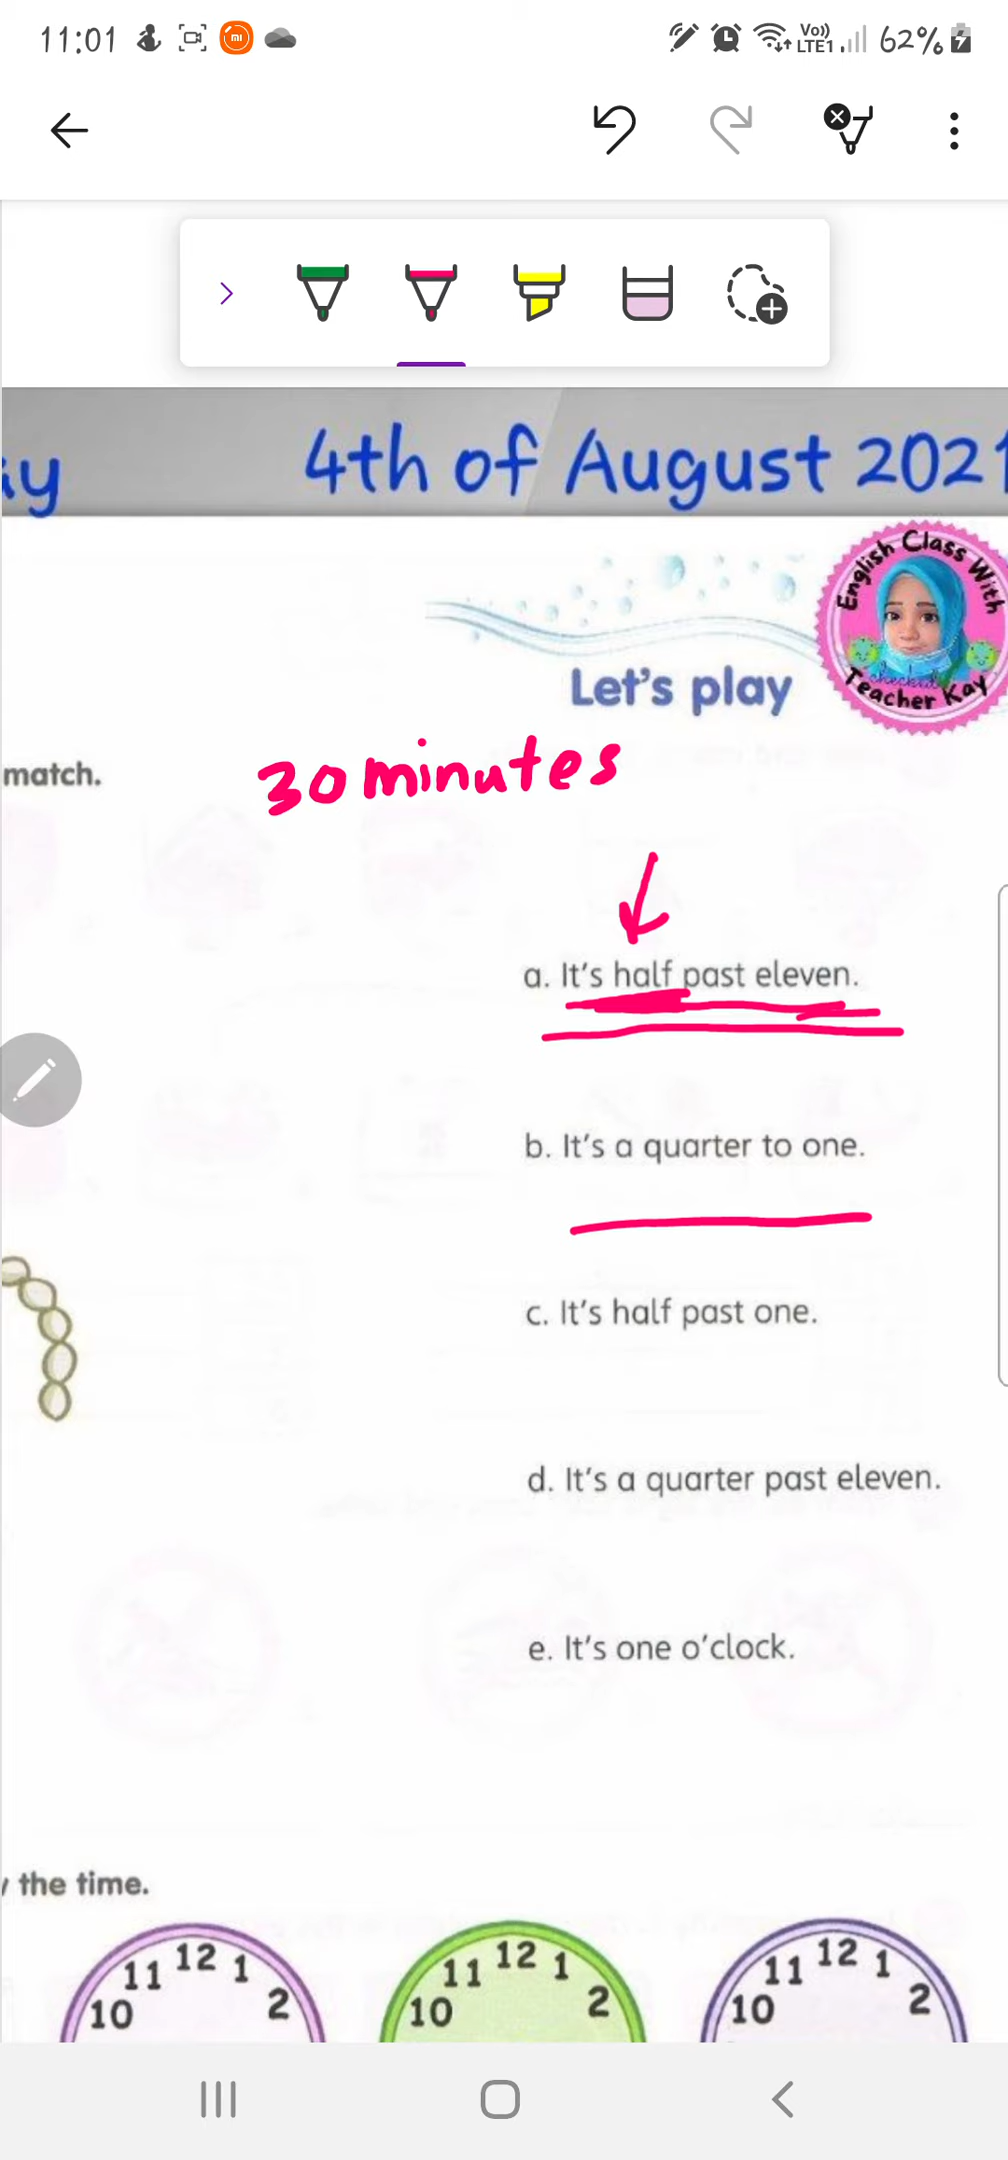 11:01
Vo))
LTE1
62%
4th of August 2021
English Class With
Teacher Kay
Let's play
match.
30 minutes
a. It's half past eleven.
b. It's a quarter to one.
c. It's half past one.
d. It's a quarter past eleven.
e. It's one o'clock.
the time.
10 11 12 1 2
10 11 12 1 2
10 11 12 1 2